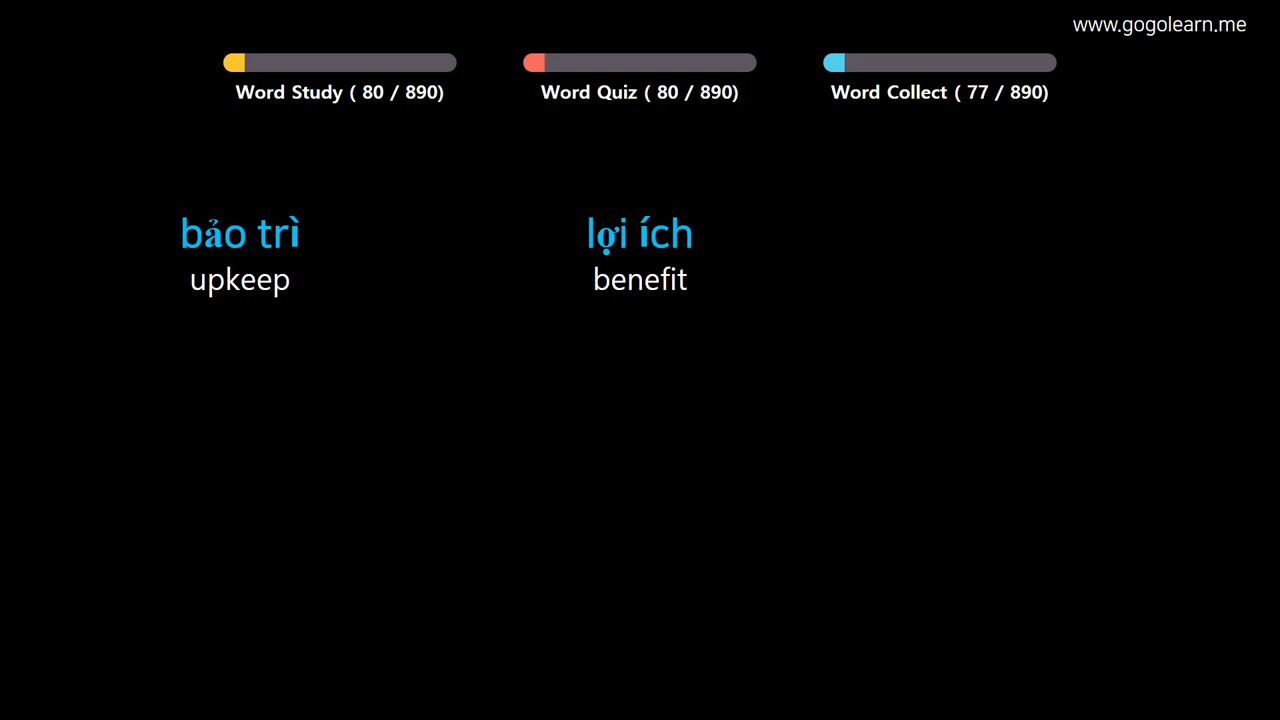 www.gogolearn.me
Word Study ( 80 / 890)
Word Quiz ( 80 / 890)
Word Collect ( 77 / 890)
bảo trì
upkeep
lợi ích
benefit